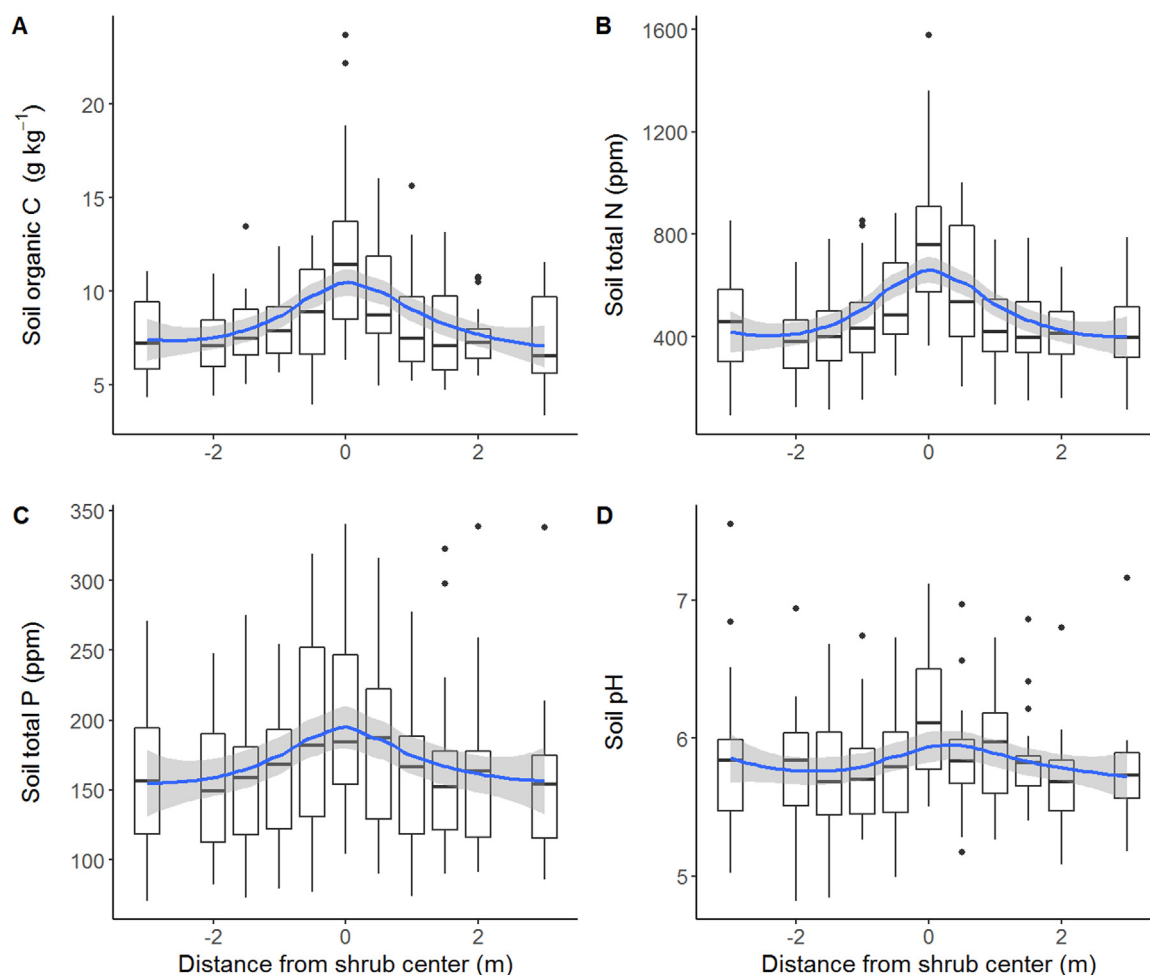 A
Soil organic C (g kg⁻¹)
20
15
10
5
-2 0 2
B
Soil total N (ppm)
1600
1200
800
400
-2 0 2
C
Soil total P (ppm)
350
300
250
200
150
100
-2 0 2
Distance from shrub center (m)
D
Soil pH
7
6
5
-2 0 2
Distance from shrub center (m)